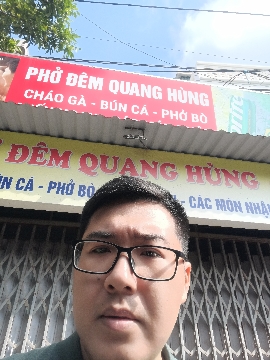 PHỞ ĐÊM QUANG HÙNG
CHÁO GÀ - BÚN CÁ - PHỞ BÒ
ĐÊM QUANG HÙNG
BÚN CÁ - PHỞ BÒ - CÁC MÓN NHẬ